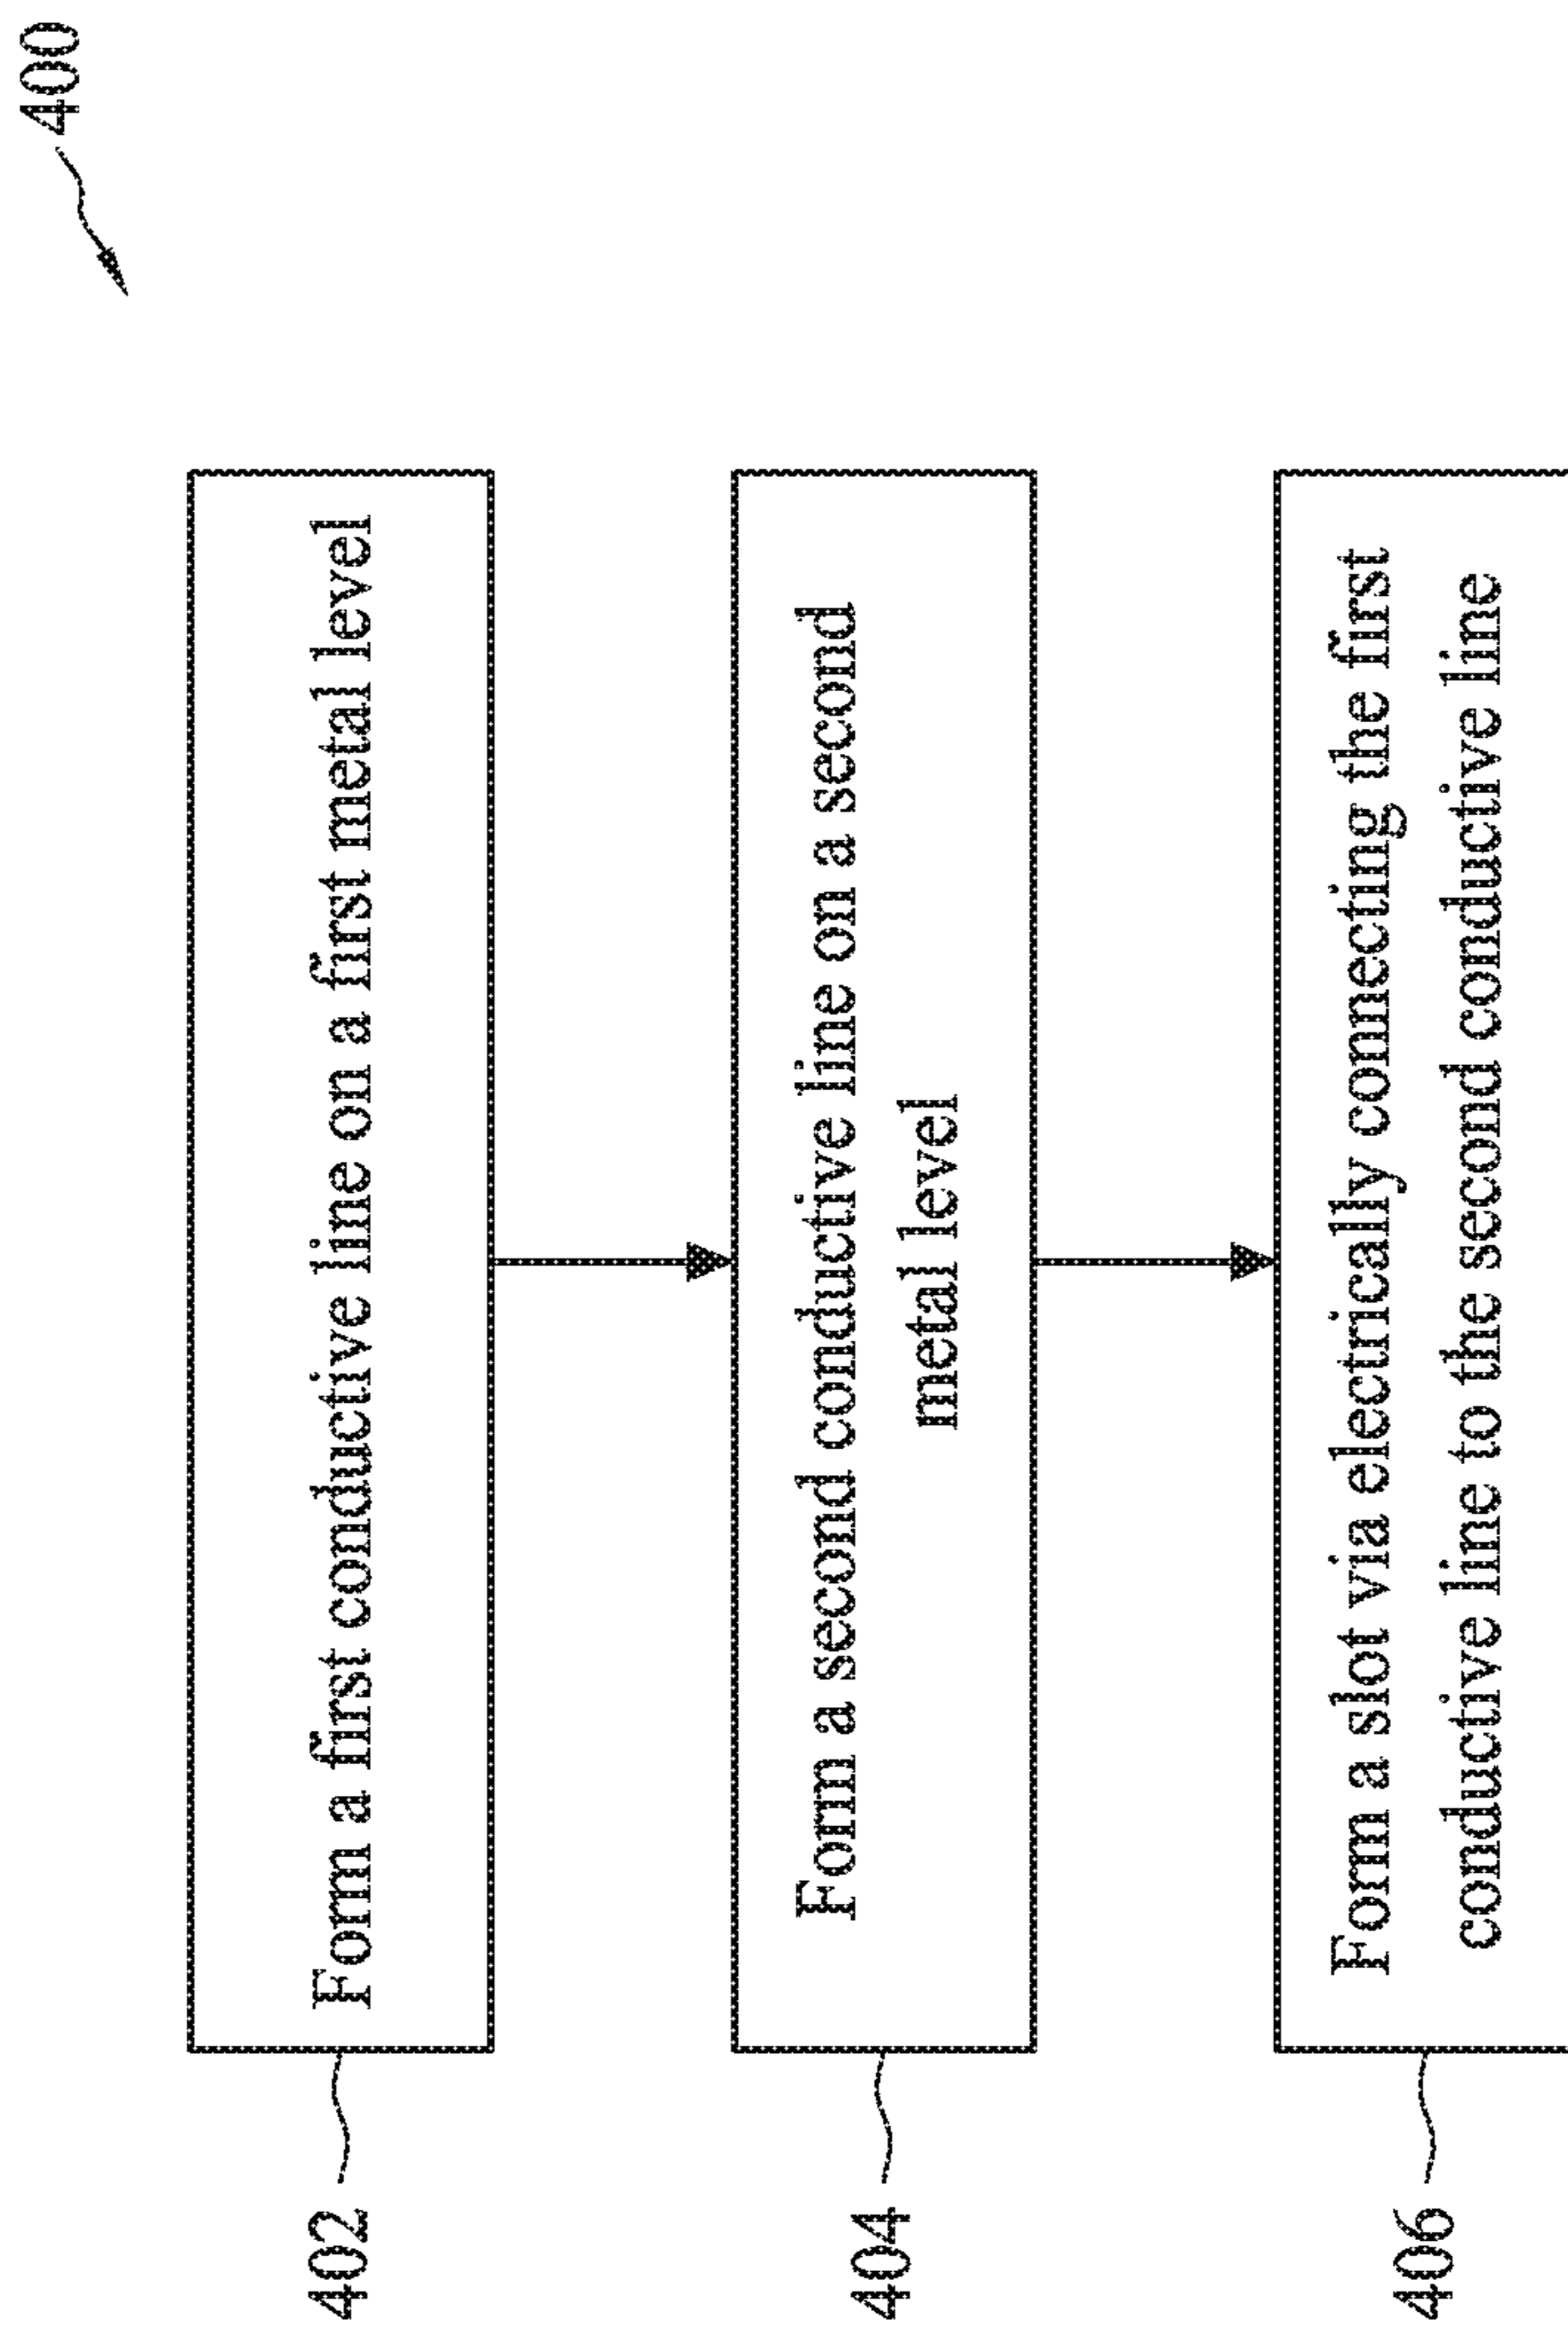 400
402
Form a first conductive line on a first metal level
404
Form a second conductive line on a second
metal level
406
Form a slot via electrically connecting the first
conductive line to the second conductive line